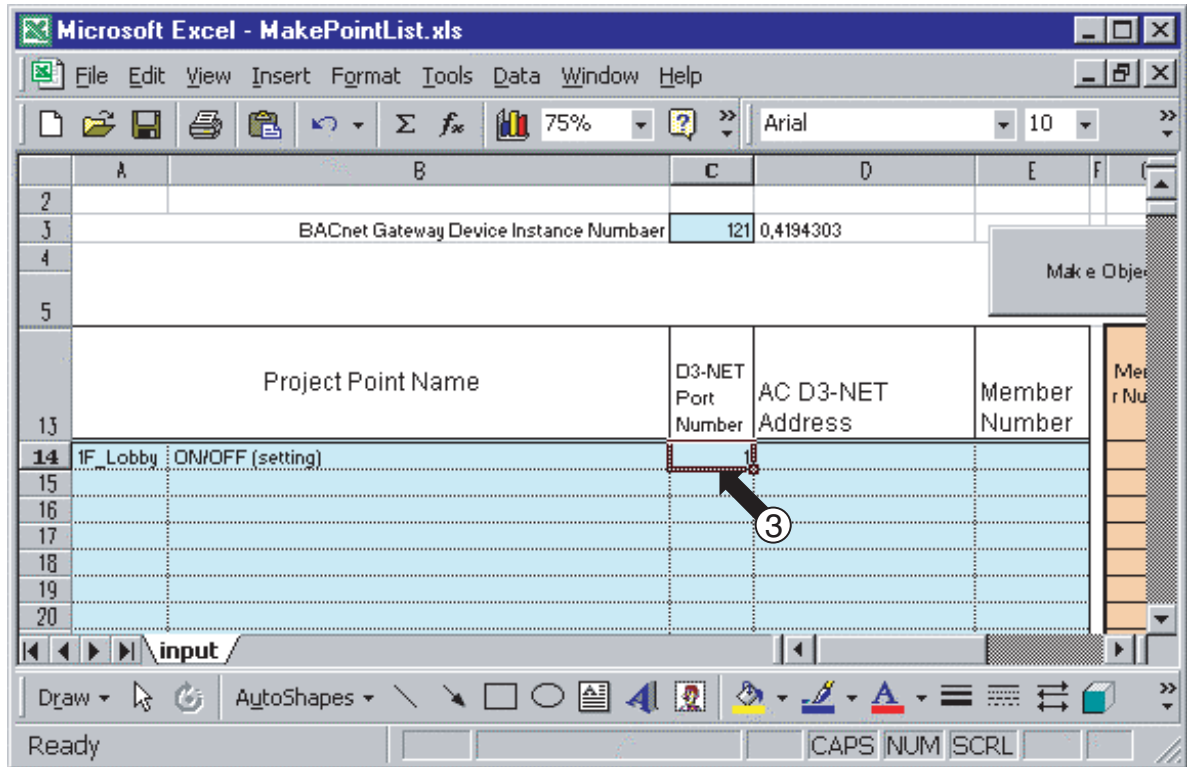 Microsoft Excel - MakePointList.xls
File Edit View Insert Format Tools Data Window Help
Σ fx 75% Arial 10
A B C D E F
2
3 BACnet Gateway Device Instance Numbaer 121 0,4194303
4 Make Objec
5
13 Project Point Name D3-NET Port Number AC D3-NET Address Member Number r Nu
14 1F_Lobby ON/OFF (setting) 1
③
15
16
17
18
19
20
input
Draw AutoShapes
Ready CAPS NUM SCRL